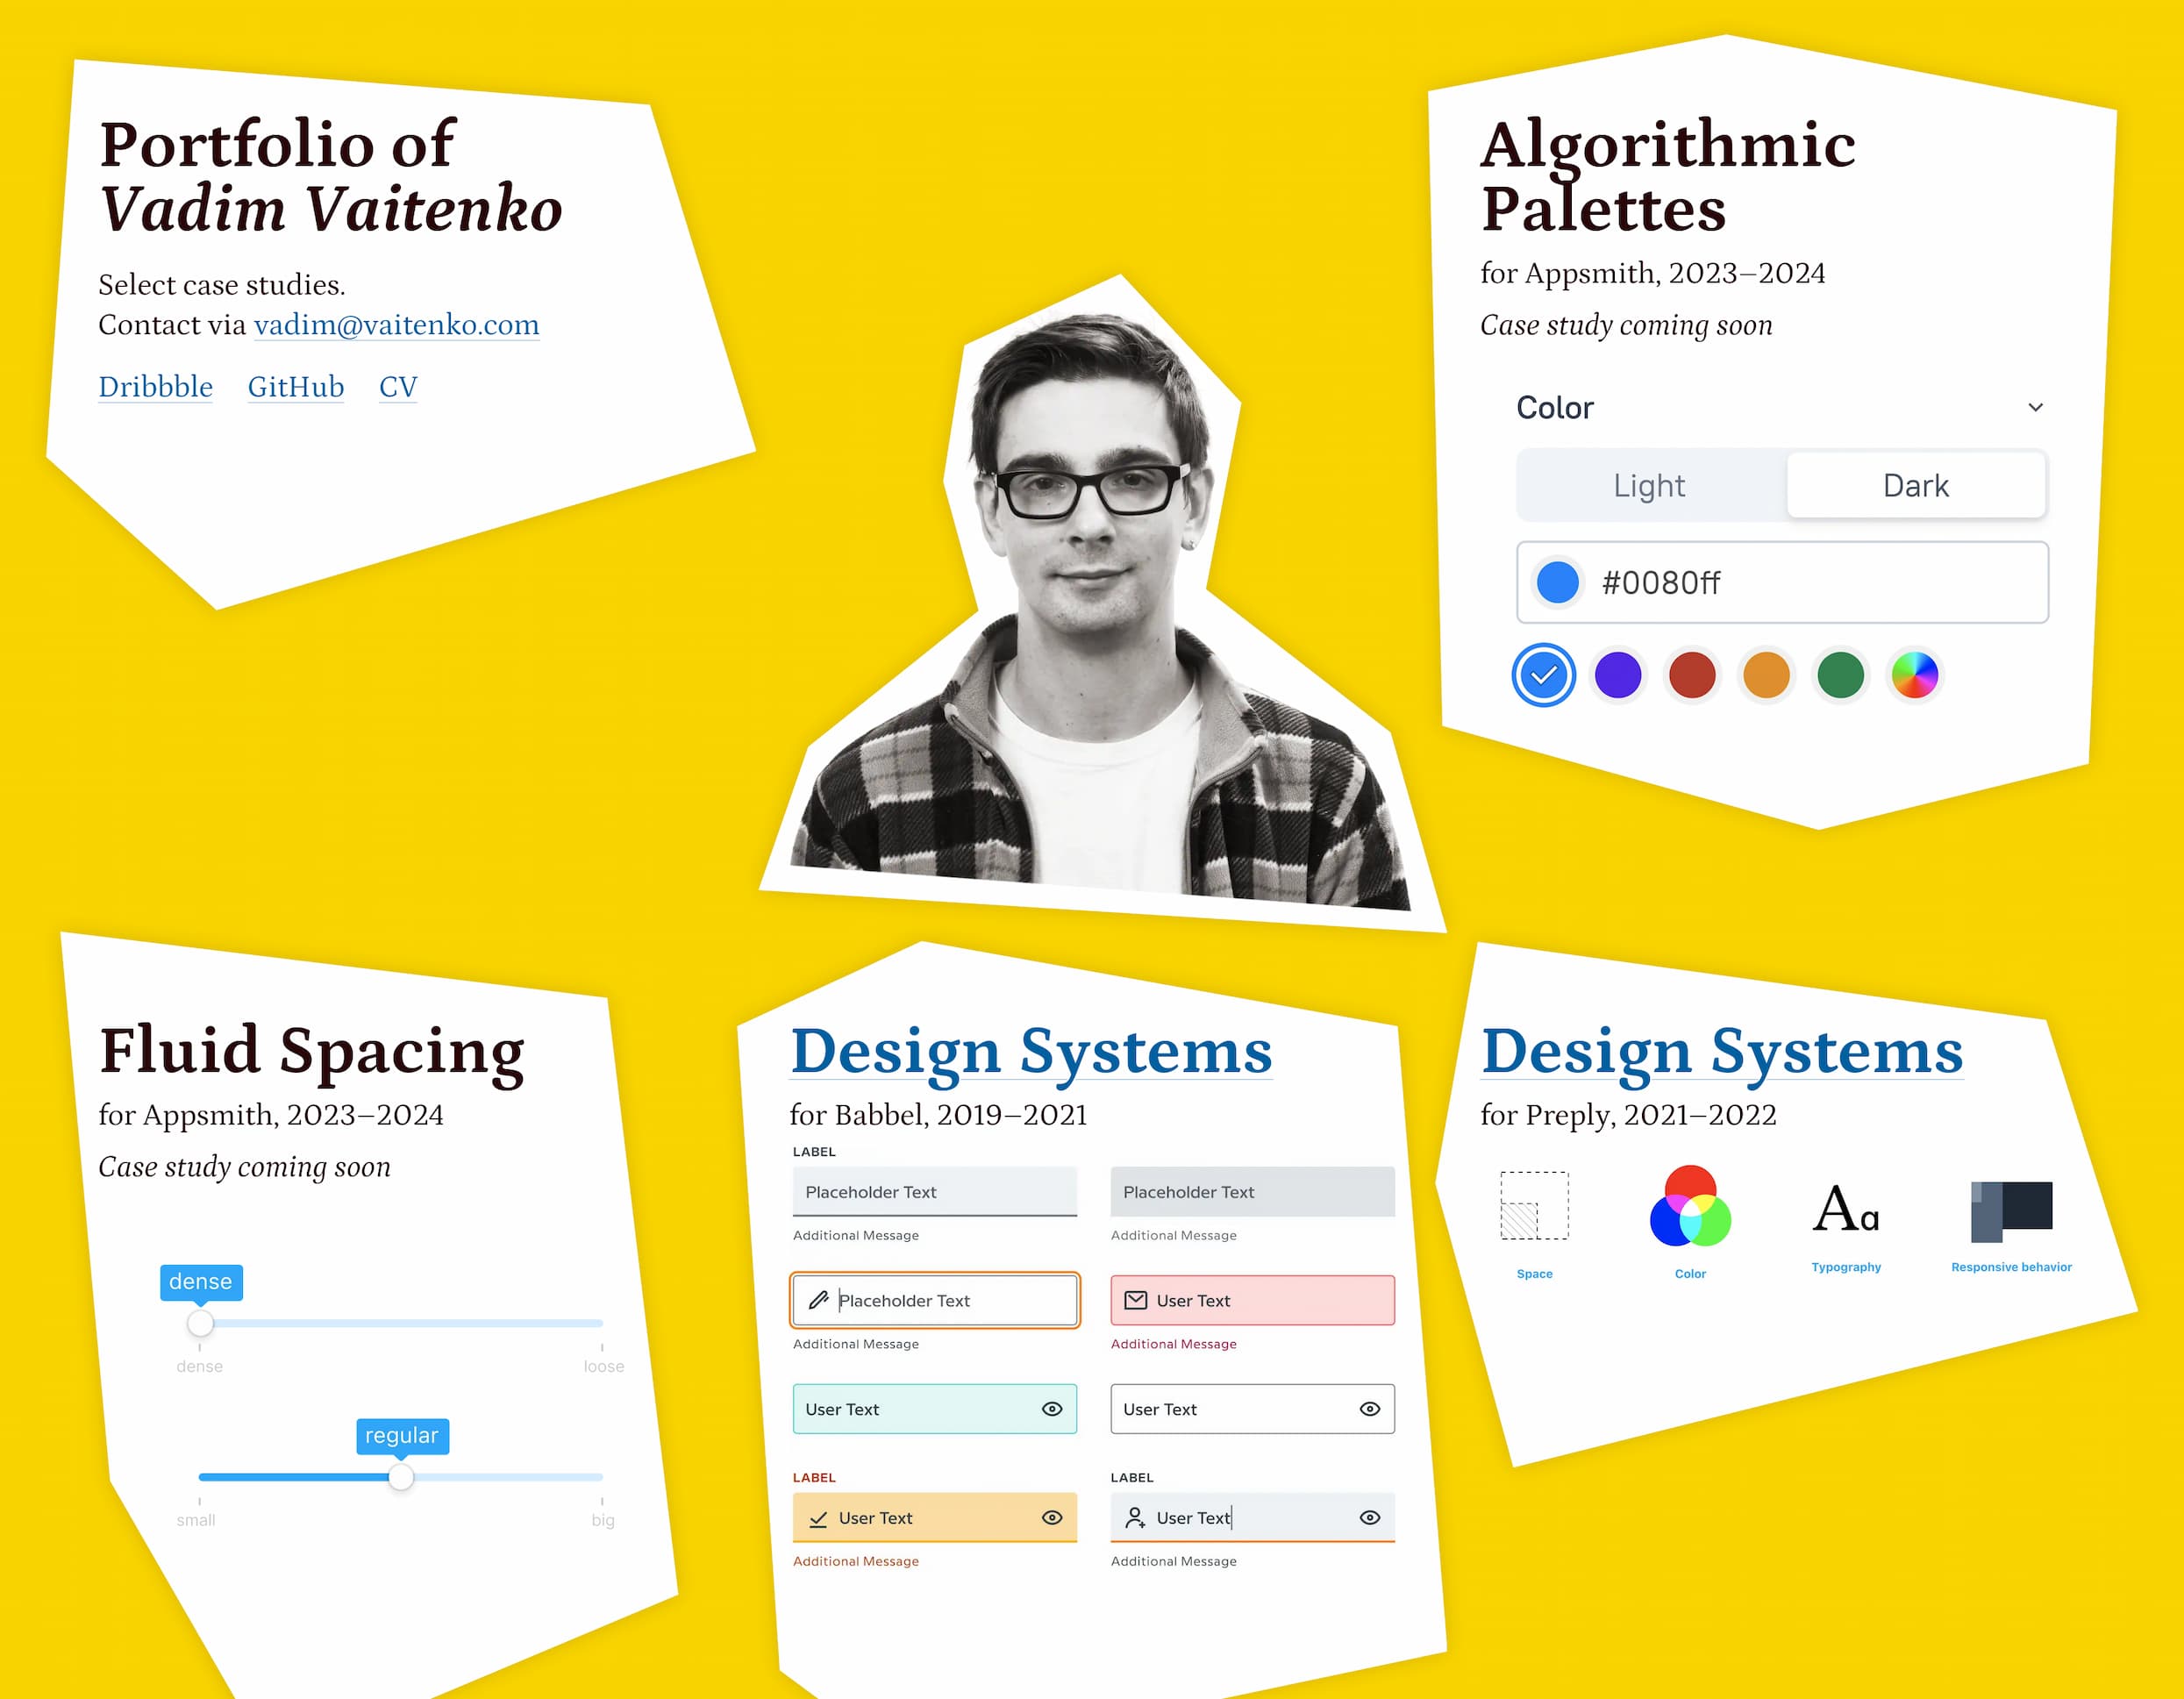 Portfolio of
Vadim Vaitenko
Select case studies.
Contact via vadim@vaitenko.com
Dribbble GitHub CV
Algorithmic
Palettes
for Appsmith, 2023–2024
Case study coming soon
Color
Light Dark
#0080ff
Fluid Spacing
for Appsmith, 2023–2024
Case study coming soon
dense
dense loose
regular
small big
Design Systems
for Babbel, 2019–2021
LABEL
Placeholder Text Placeholder Text
Additional Message Additional Message
Placeholder Text User Text
Additional Message Additional Message
User Text User Text
LABEL LABEL
User Text User Text
Additional Message Additional Message
Design Systems
for Preply, 2021–2022
Aa
Space Color Typography Responsive behavior